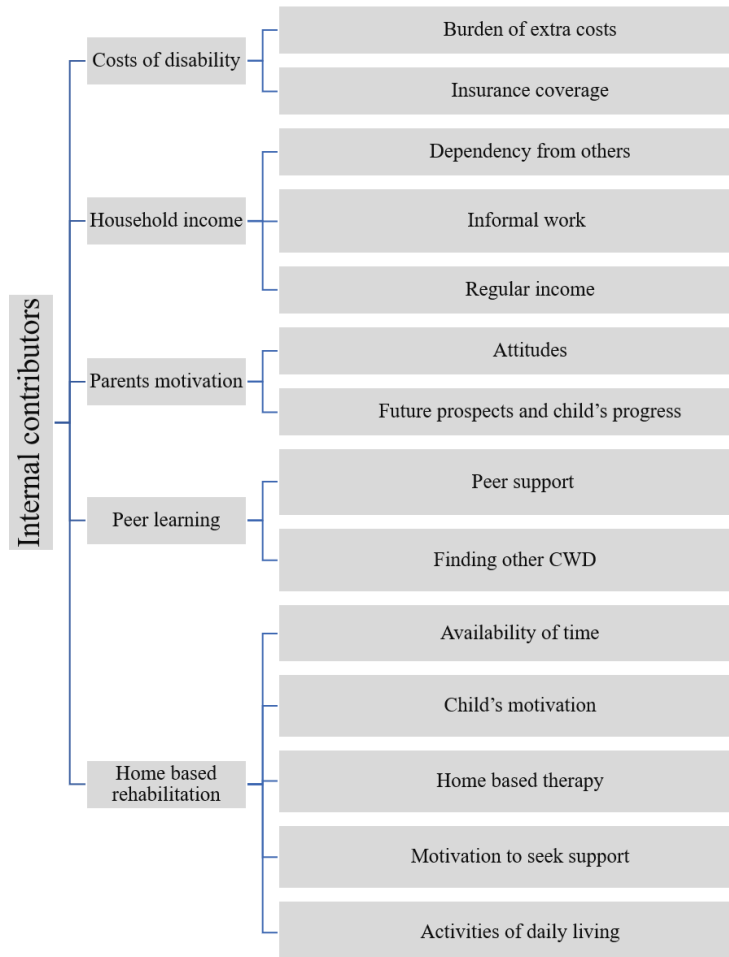 Internal contributors
Costs of disability
Burden of extra costs
Insurance coverage
Household income
Dependency from others
Informal work
Regular income
Parents motivation
Attitudes
Future prospects and child’s progress
Peer learning
Peer support
Finding other CWD
Home based
rehabilitation
Availability of time
Child’s motivation
Home based therapy
Motivation to seek support
Activities of daily living